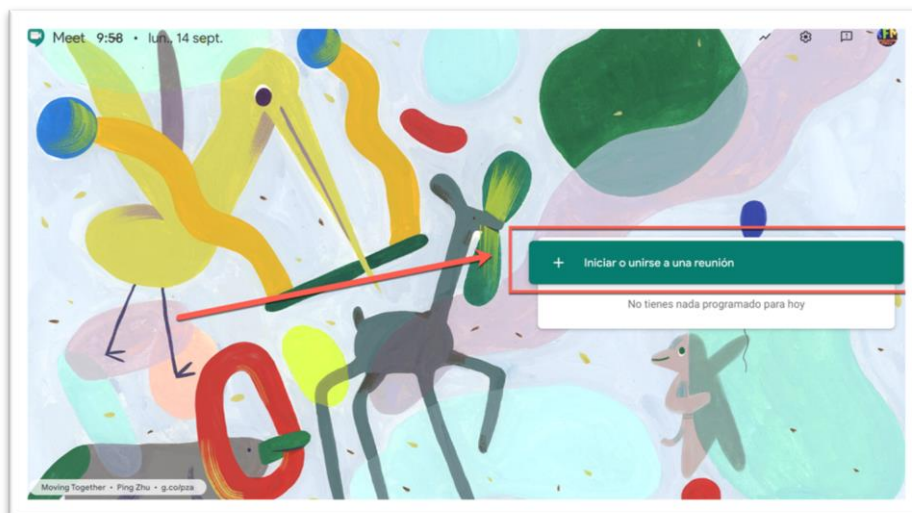 Meet 9:58 • lun., 14 sept.
Iniciar o unirse a una reunión
No tienes nada programado para hoy
Moving Together • Ping Zhu • g.co/pza